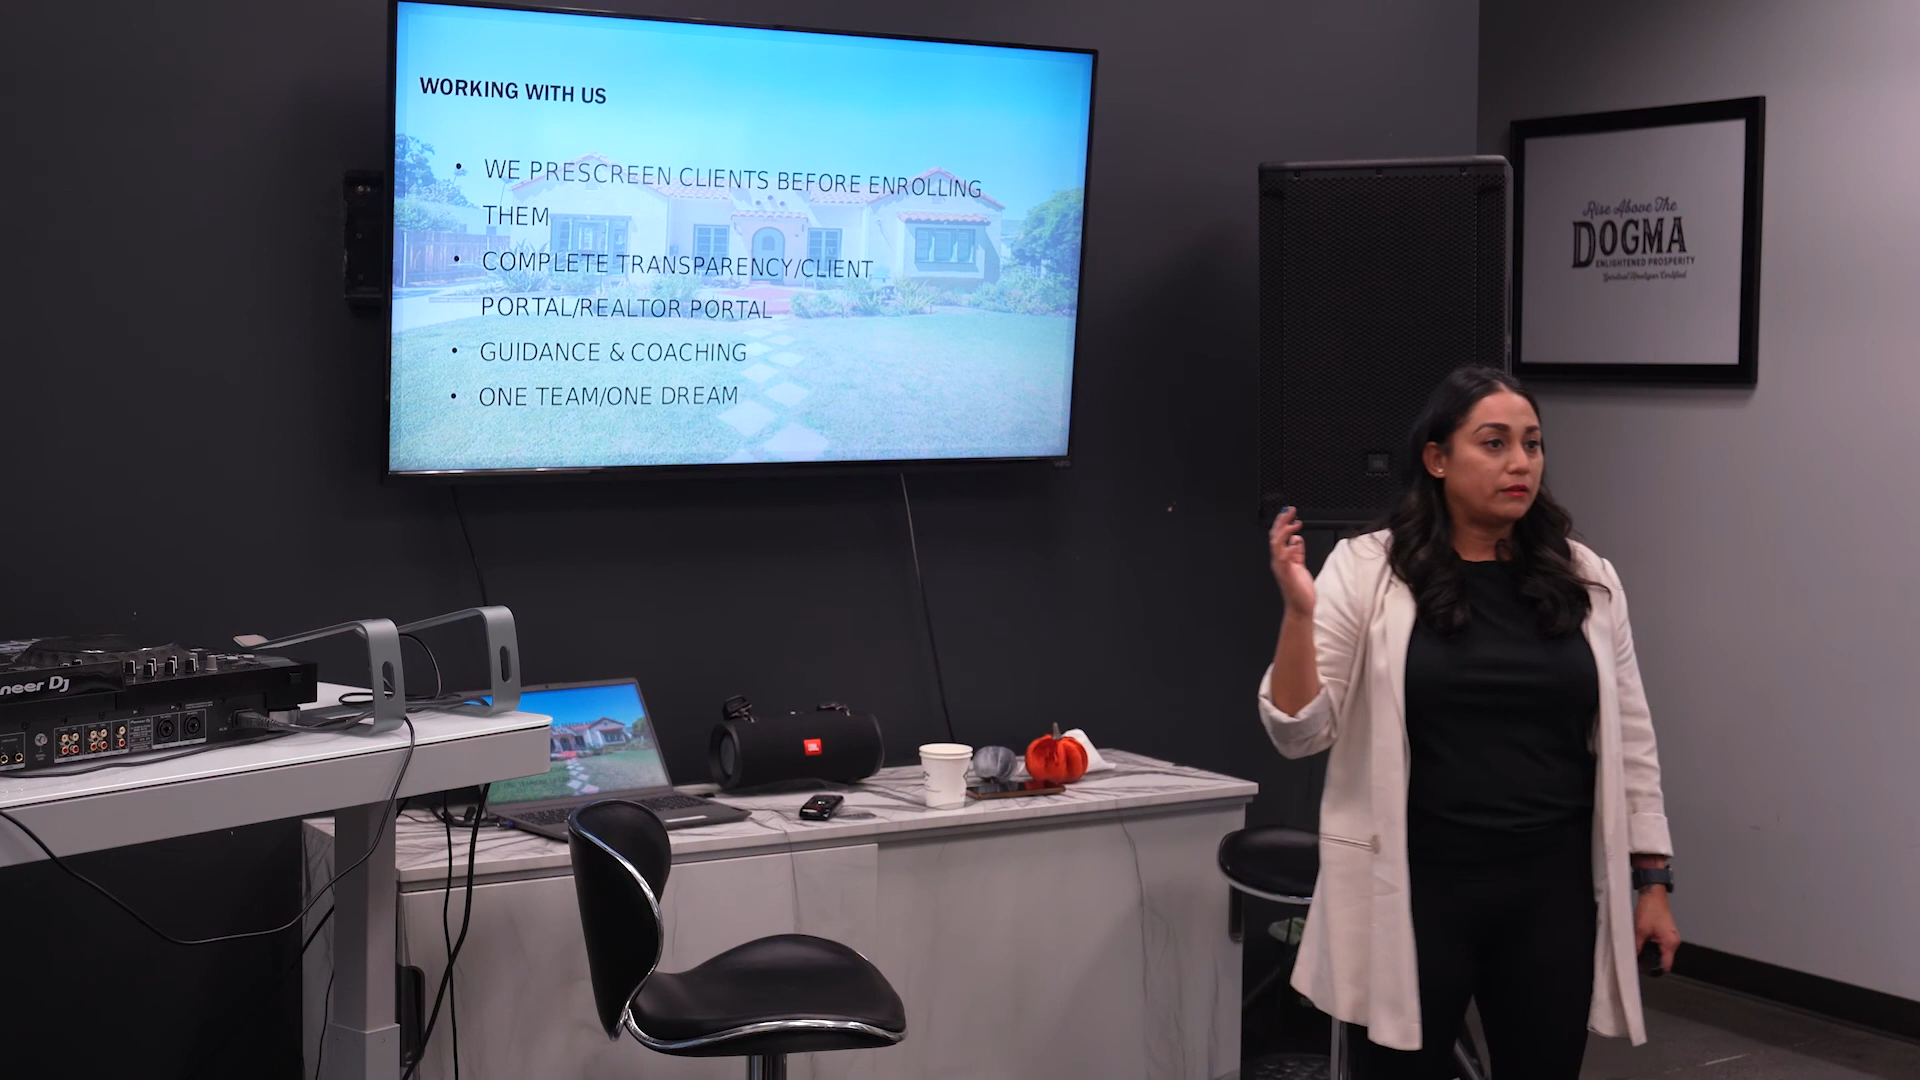 WORKING WITH US
• WE PRESCREEN CLIENTS BEFORE ENROLLING
THEM
• COMPLETE TRANSPARENCY/CLIENT
PORTAL/REALTOR PORTAL
• GUIDANCE & COACHING
• ONE TEAM/ONE DREAM
Rise Above The
DOGMA
ENLIGHTENED PROSPERITY
neer DJ
JBL